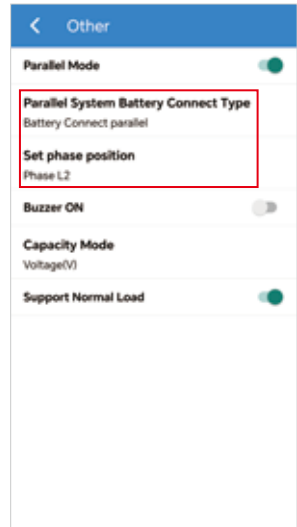 Other
Parallel Mode
Parallel System Battery Connect Type
Battery Connect parallel
Set phase position
Phase L2
Buzzer ON
Capacity Mode
Voltage(V)
Support Normal Load